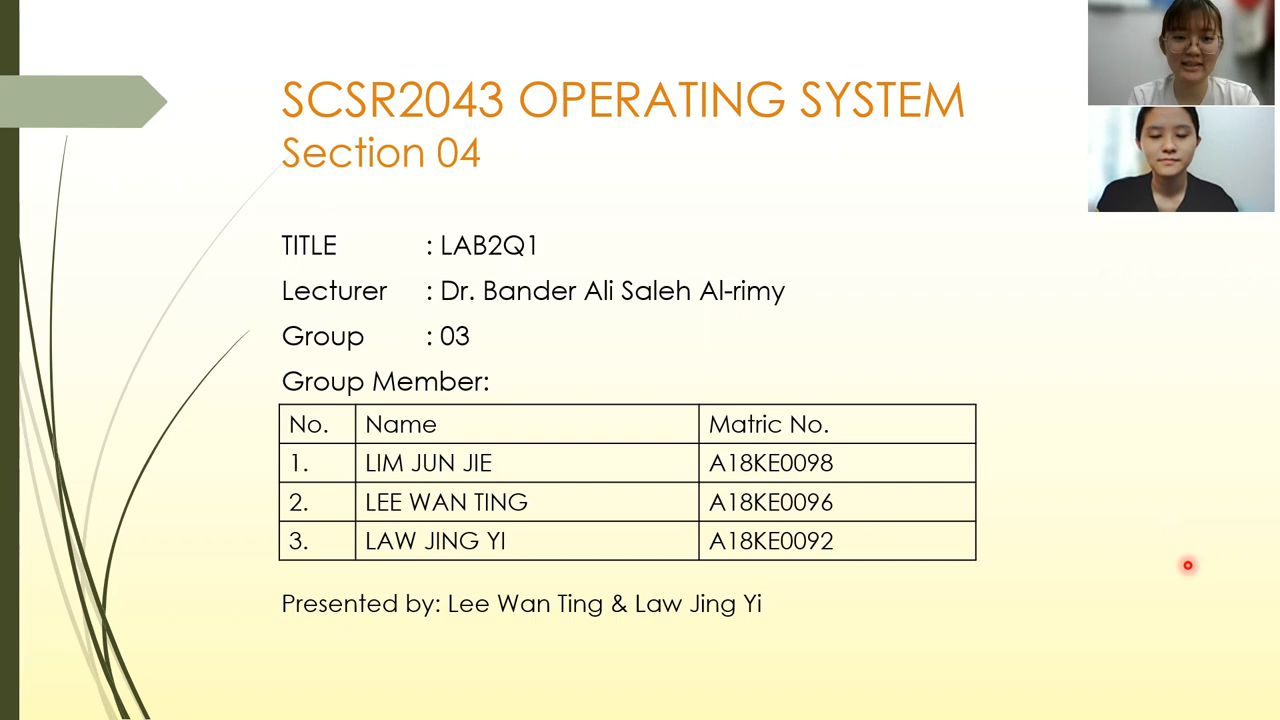 SCSR2043 OPERATING SYSTEM
Section 04
TITLE : LAB2Q1
Lecturer : Dr. Bander Ali Saleh Al-rimy
Group : 03
Group Member:
No. Name Matric No.
1. LIM JUN JIE A18KE0098
2. LEE WAN TING A18KE0096
3. LAW JING YI A18KE0092
Presented by: Lee Wan Ting & Law Jing Yi